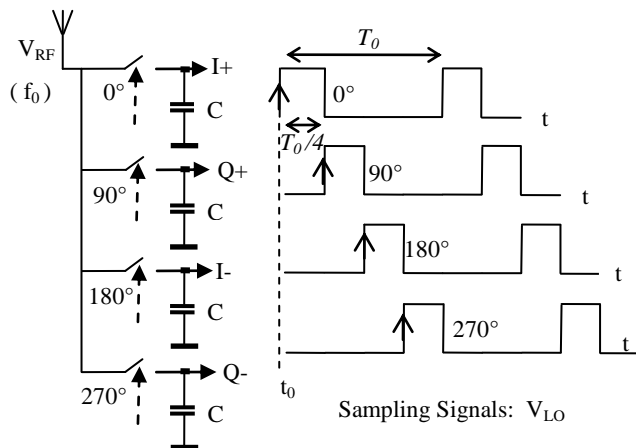 V_RF
(f₀)
0°
I+
C
90°
Q+
C
180°
I-
C
270°
Q-
C
T₀
0°
t
T₀/4
90°
t
180°
t
270°
t
t₀
Sampling Signals: V_LO